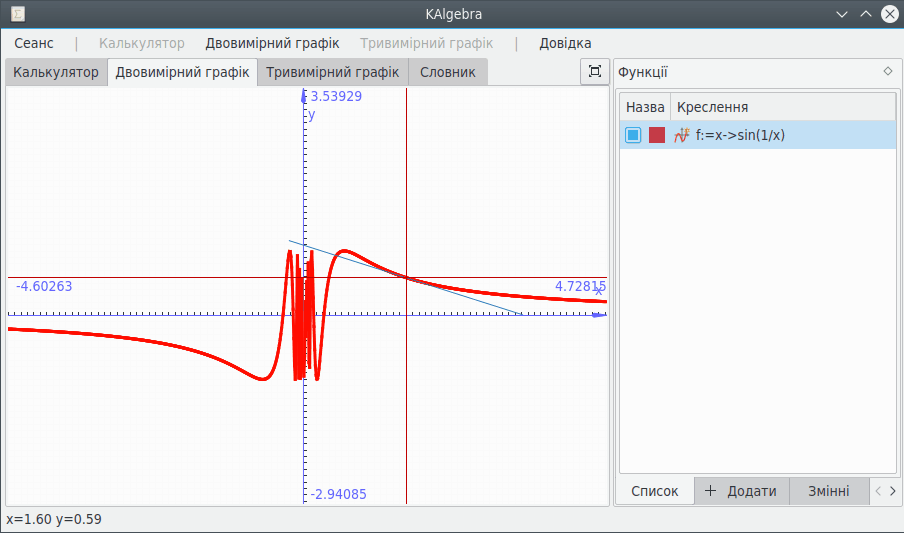 KAlgebra
Сеанс | Калькулятор Двовимірний графік Тривимірний графік | Довідка
Калькулятор Двовимірний графік Тривимірний графік Словник
Функції
Назва Креслення
f:=x->sin(1/x)
3.53929
y
-4.60263
4.72815
x
-2.94085
Список + Додати Змінні
x=1.60 y=0.59